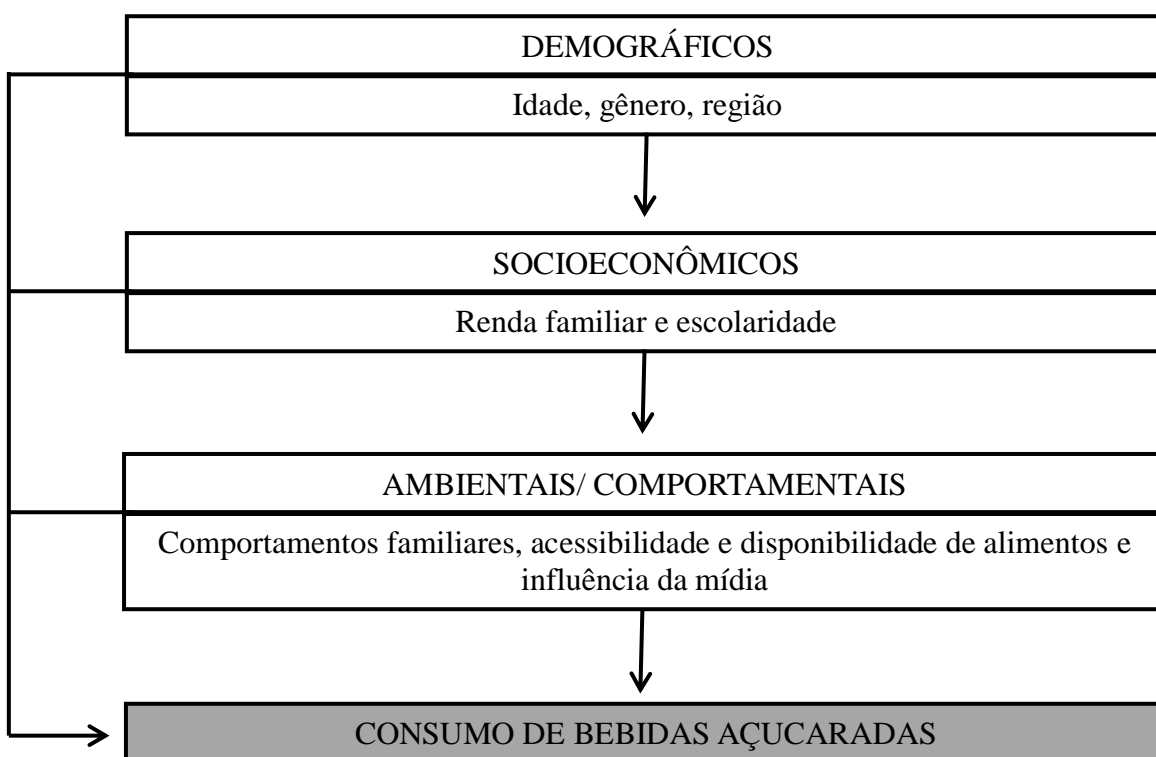 DEMOGRÁFICOS
Idade, gênero, região
SOCIOECONÔMICOS
Renda familiar e escolaridade
AMBIENTAIS/ COMPORTAMENTAIS
Comportamentos familiares, acessibilidade e disponibilidade de alimentos e
influência da mídia
CONSUMO DE BEBIDAS AÇUCARADAS